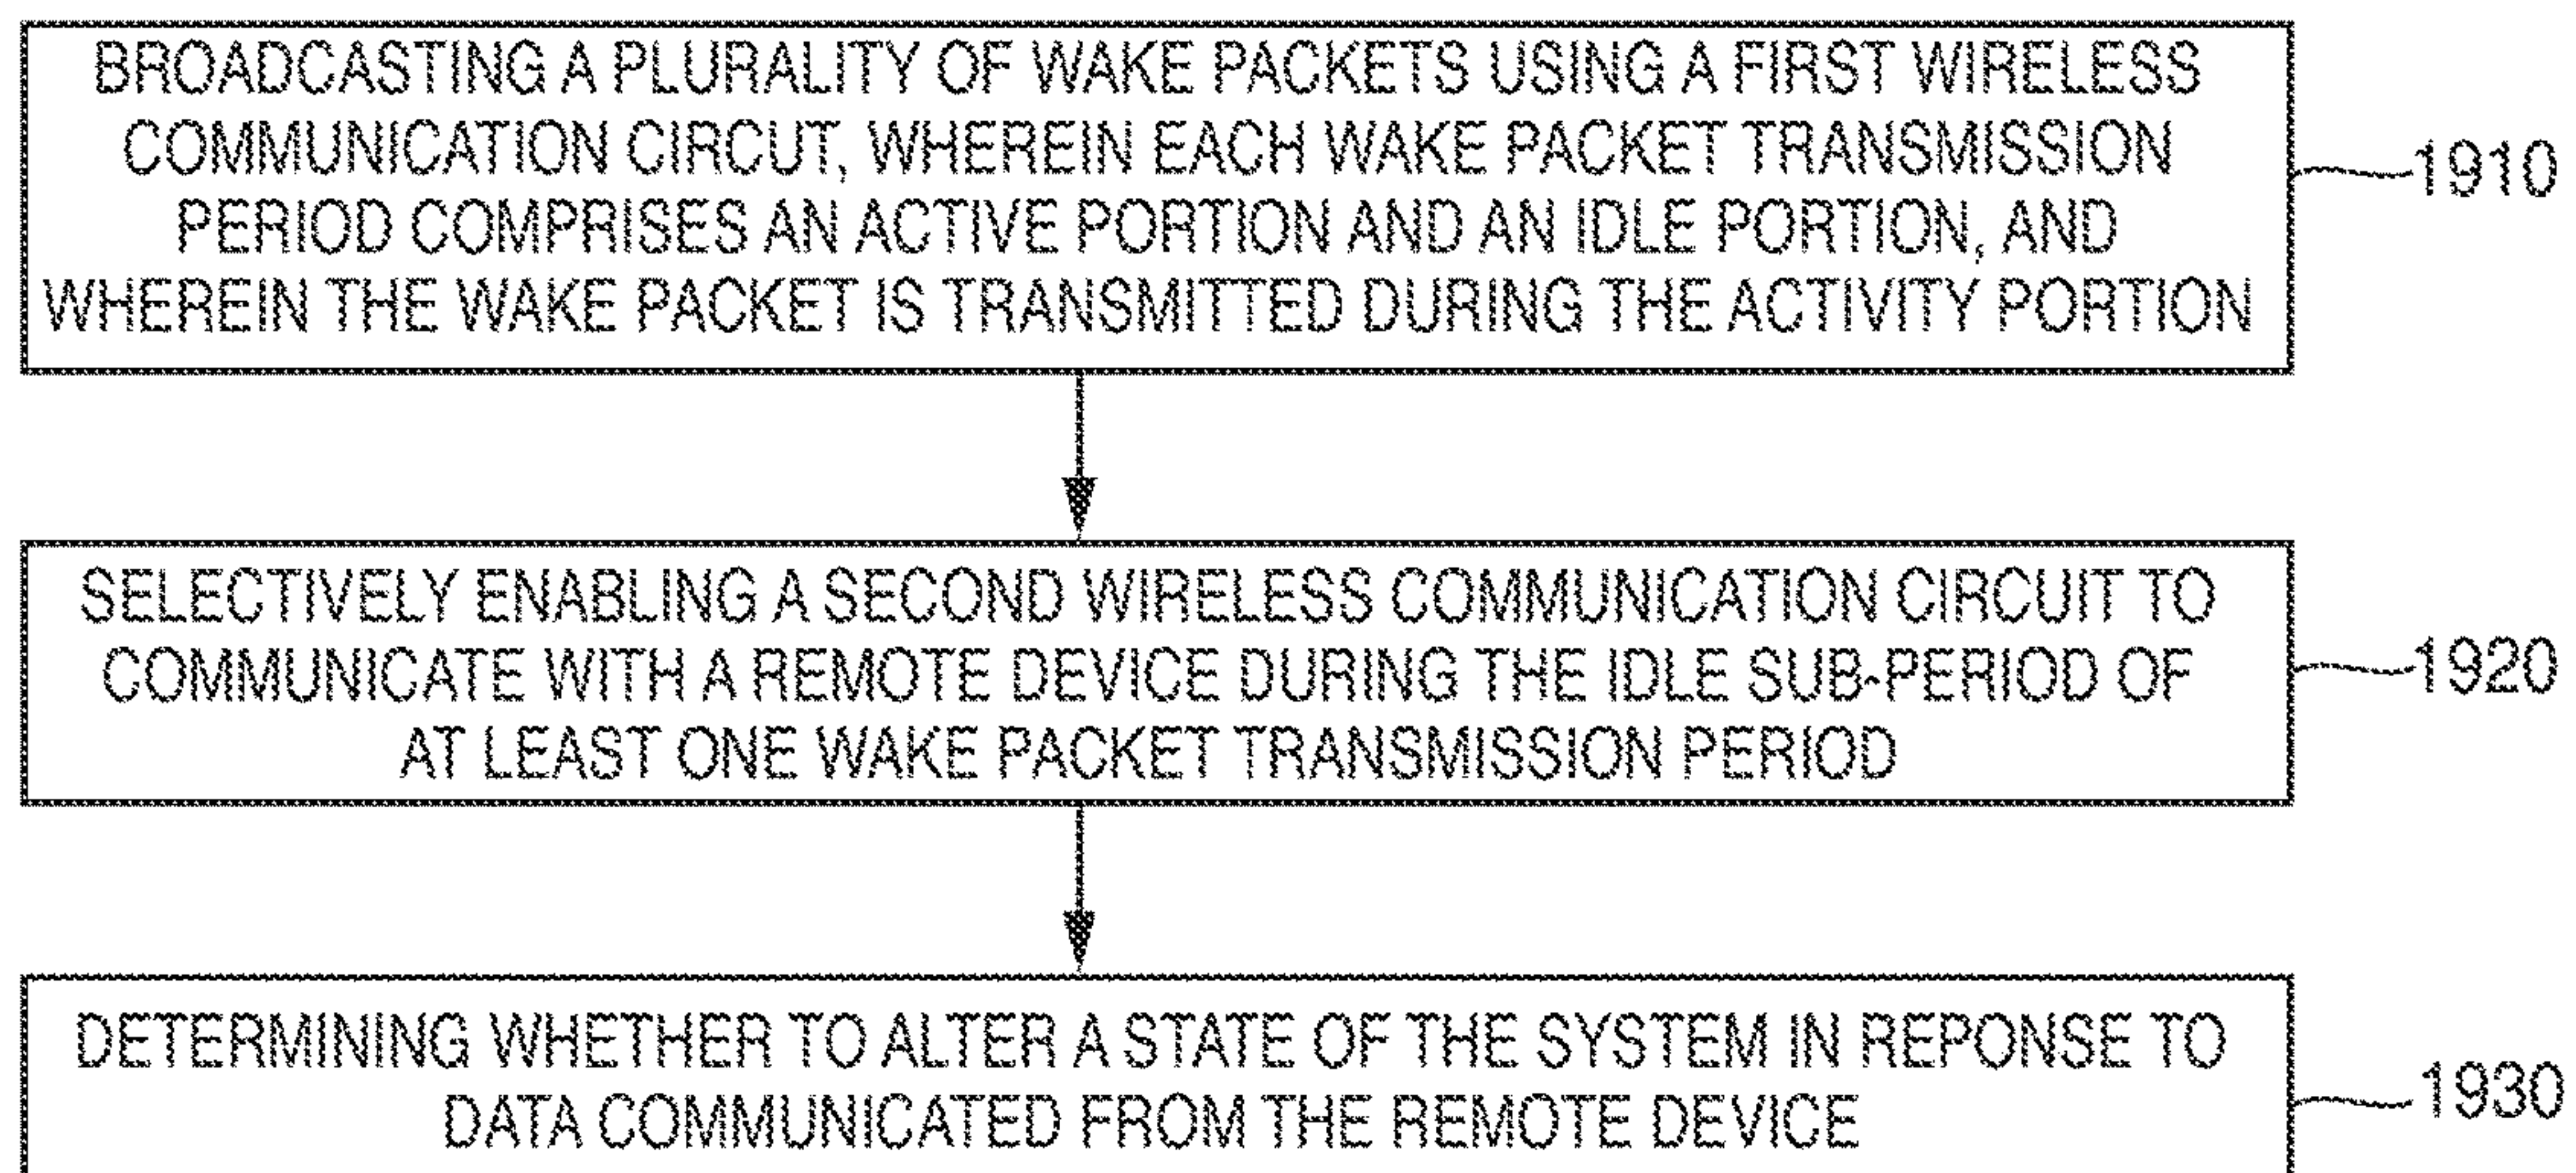 BROADCASTING A PLURALITY OF WAKE PACKETS USING A FIRST WIRELESS
COMMUNICATION CIRCUT, WHEREIN EACH WAKE PACKET TRANSMISSION
PERIOD COMPRISES AN ACTIVE PORTION AND AN IDLE PORTION, AND
WHEREIN THE WAKE PACKET IS TRANSMITTED DURING THE ACTIVITY PORTION
1910
SELECTIVELY ENABLING A SECOND WIRELESS COMMUNICATION CIRCUIT TO
COMMUNICATE WITH A REMOTE DEVICE DURING THE IDLE SUB-PERIOD OF
AT LEAST ONE WAKE PACKET TRANSMISSION PERIOD
1920
DETERMINING WHETHER TO ALTER A STATE OF THE SYSTEM IN REPONSE TO
DATA COMMUNICATED FROM THE REMOTE DEVICE
1930